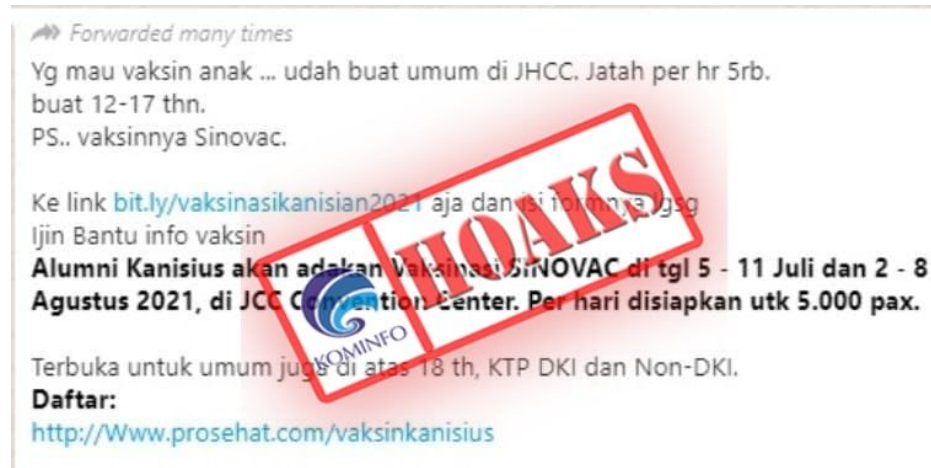 Forwarded many times
Yg mau vaksin anak ... udah buat umum di JHCC. Jatah per hr 5rb.
buat 12-17 thn.
PS.. vaksinnya Sinovac.
Ke link bit.ly/vaksinasikanisian2021 aja dan isi formnya lgsg
Ijin Bantu info vaksin
Alumni Kanisius akan adakan Vaksinasi SINOVAC di tgl 5 - 11 Juli dan 2 - 8
Agustus 2021, di JCC Convention Center. Per hari disiapkan utk 5.000 pax.
Terbuka untuk umum juga di atas 18 th, KTP DKI dan Non-DKI.
Daftar:
http://Www.prosehat.com/vaksinkanisius
KOMINFO
HOAKS